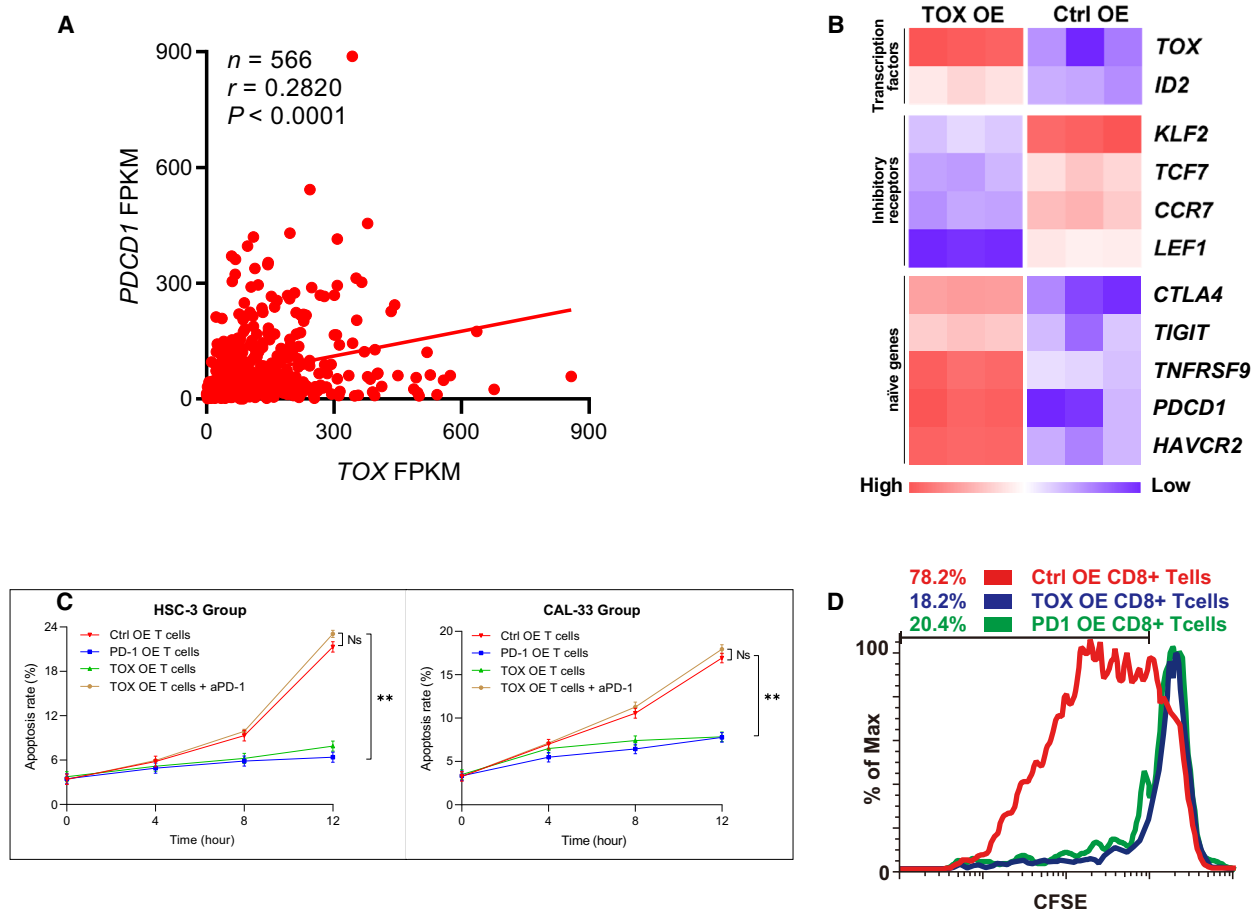 A
n = 566
r = 0.2820
P < 0.0001
900
600
300
0
PDCD1 FPKM
0 300 600 900
TOX FPKM
B
TOX OE Ctrl OE
Transcription
factors
TOX
ID2
Inhibitory
receptors
KLF2
TCF7
CCR7
LEF1
naïve genes
CTLA4
TIGIT
TNFRSF9
PDCD1
HAVCR2
High Low
C
HSC-3 Group
Ctrl OE T cells
PD-1 OE T cells
TOX OE T cells
TOX OE T cells + aPD-1
24
18
12
6
0
Apoptosis rate (%)
Ns
**
0 4 8 12
Time (hour)
CAL-33 Group
Ctrl OE T cells
PD-1 OE T cells
TOX OE T cells
TOX OE T cells + aPD-1
20
15
10
5
0
Apoptosis rate (%)
Ns
**
0 4 8 12
Time (hour)
D
78.2% Ctrl OE CD8+ Tells
18.2% TOX OE CD8+ Tcells
20.4% PD1 OE CD8+ Tcells
100
0
% of Max
CFSE